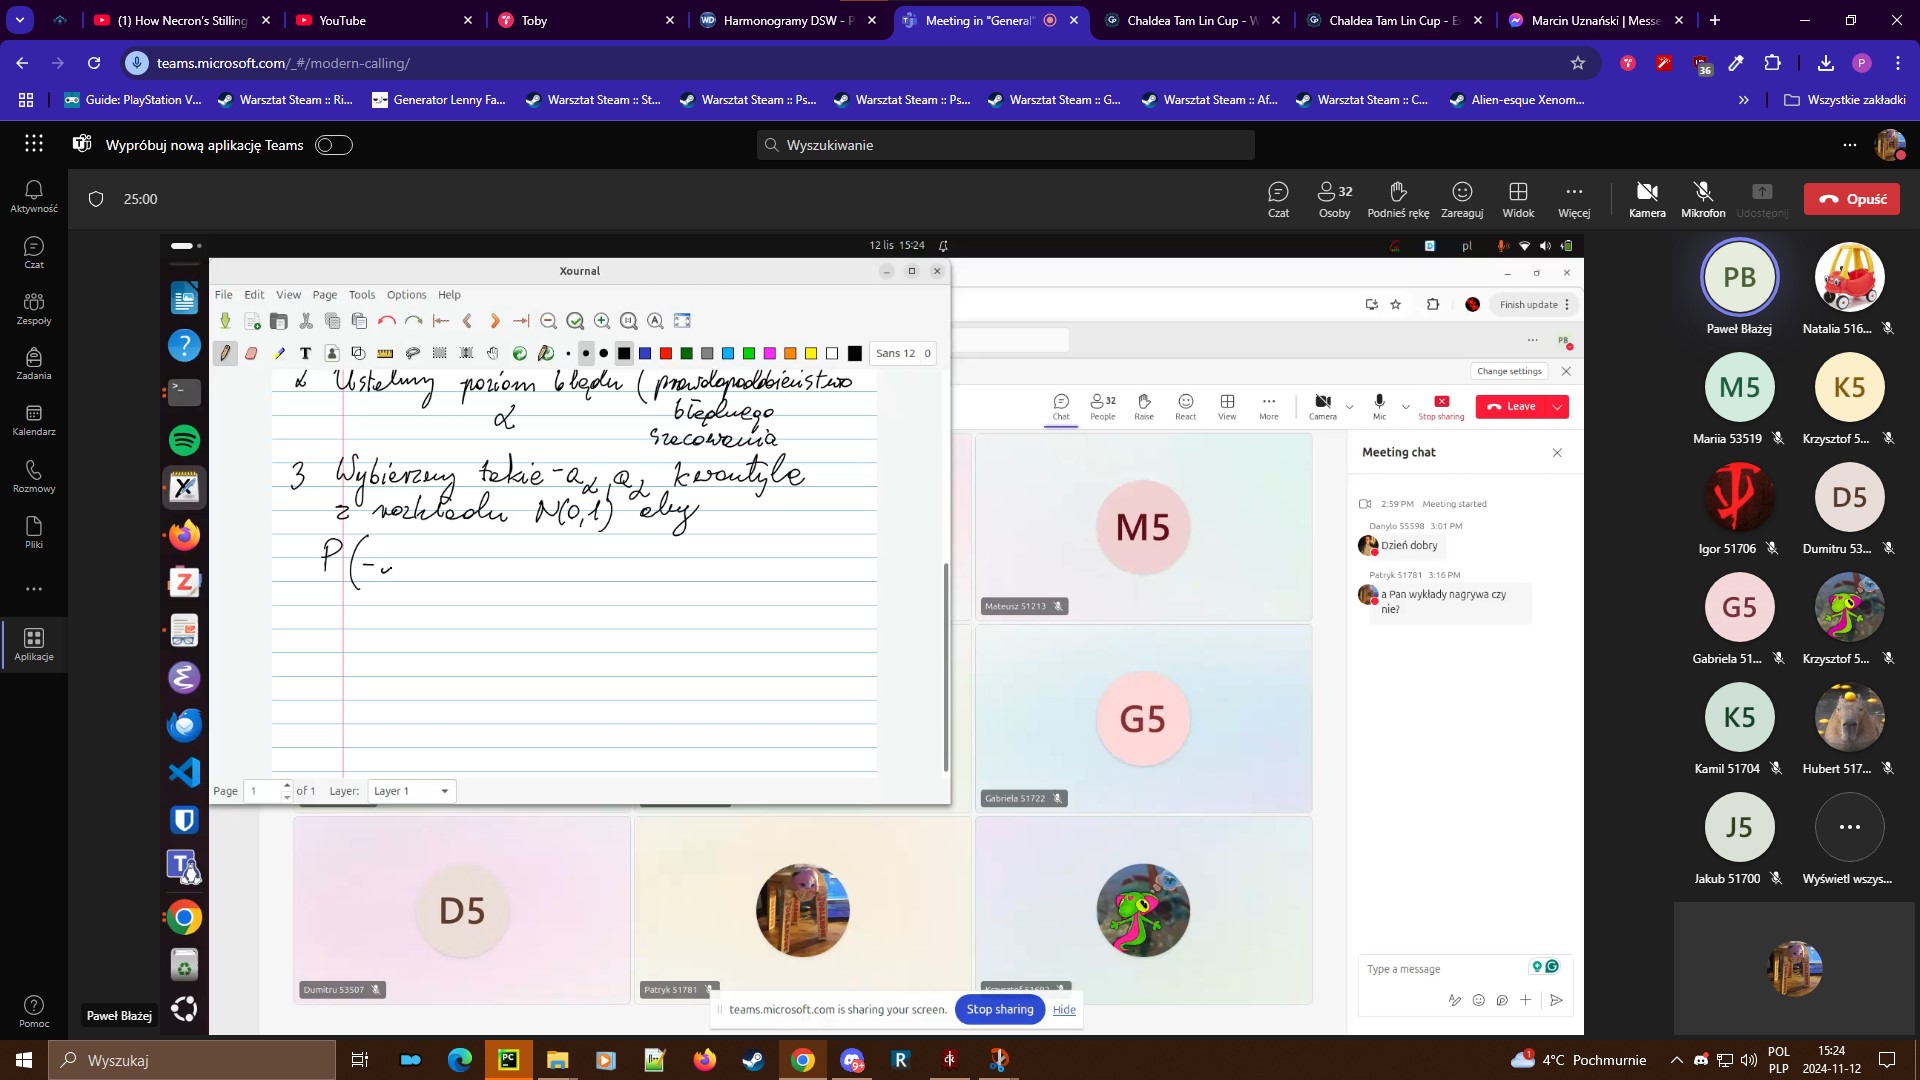 (1) How Necron's Stilling
YouTube
Toby
Harmonogramy DSW - P
Meeting in "General"
Chaldea Tam Lin Cup - W
Chaldea Tam Lin Cup - E
Marcin Uznański | Messe
teams.microsoft.com/_#/modern-calling/
36
P
Guide: PlayStation V...
Warsztat Steam :: Ri...
Generator Lenny Fa...
Warsztat Steam :: St...
Warsztat Steam :: Ps...
Warsztat Steam :: Ps...
Warsztat Steam :: G...
Warsztat Steam :: Af...
Warsztat Steam :: C...
Alien-esque Xenom...
Wszystkie zakładki
Wypróbuj nową aplikację Teams
Wyszukiwanie
25:00
32
Czat
Osoby
Podnieś rękę
Zareaguj
Widok
Więcej
Kamera
Mikrofon
Udostępnij
Opuść
Aktywność
Czat
Zespoły
Zadania
Kalendarz
Rozmowy
Pliki
Aplikacje
Pomoc
12 lis 15:24
pl
Xournal
File Edit View Page Tools Options Help
Sans 12 0
Ustalmy poziom błędu (prawdopodobieństwo
α błędnego
szacowania
3 Wybierzemy takie -aα, aα kwantyle
z rozkładu N(0,1) aby
P(-
Page 1 of 1 Layer: Layer 1
Finish update
PB
Change settings
32
Chat
People
Raise
React
View
More
Camera
Mic
Stop sharing
Leave
M5
Mateusz 51213
G5
Gabriela 51722
D5
Dumitru 53507
Patryk 51781
Krzysztof 51692
Meeting chat
2:59 PM Meeting started
Danylo 55598 3:01 PM
Dzień dobry
Patryk 51781 3:16 PM
a Pan wykłady nagrywa czy
nie?
Type a message
teams.microsoft.com is sharing your screen.
Stop sharing
Hide
Paweł Błażej
PB
Paweł Błażej
Natalia 516...
M5
Mariia 53519
K5
Krzysztof 5...
Igor 51706
D5
Dumitru 53...
G5
Gabriela 51...
Krzysztof 5...
K5
Kamil 51704
Hubert 517...
J5
Jakub 51700
Wyświetl wszys...
Wyszukaj
PC
9+
R
4°C Pochmurnie
POL
PLP
15:24
2024-11-12